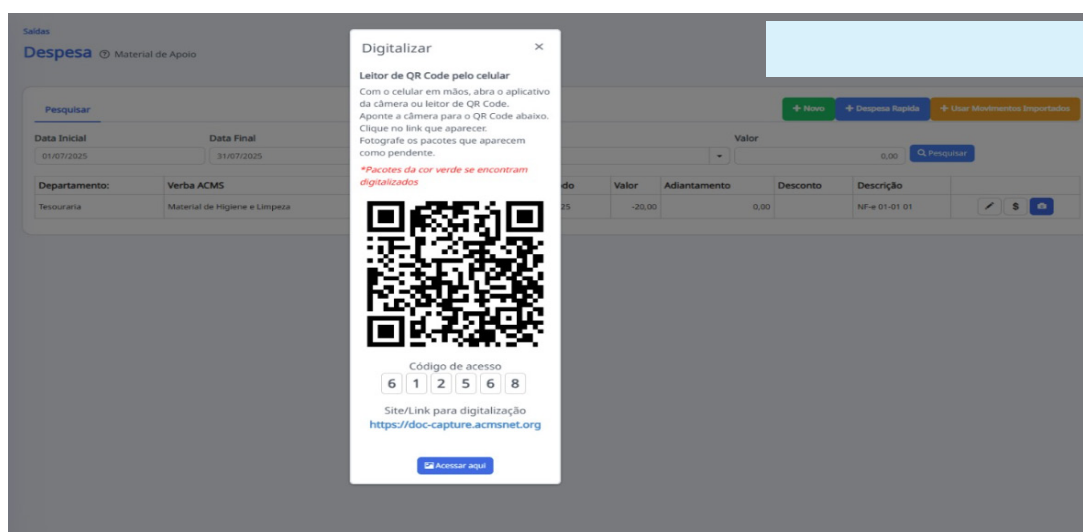 Saídas
Despesa Material de Apoio
Pesquisar
+ Novo + Despesa Rapida + Usar Movimentos Importados
Data Inicial Data Final Valor
01/07/2025 31/07/2025 0,00 Pesquisar
Departamento: Verba ACMS do Valor Adiantamento Desconto Descrição
Tesouraria Material de Higiene e Limpeza 25 -20,00 0,00 NF-e 01-01 01 $
Digitalizar ×
Leitor de QR Code pelo celular
Com o celular em mãos, abra o aplicativo
da câmera ou leitor de QR Code.
Aponte a câmera para o QR Code abaixo.
Clique no link que aparecer.
Fotografe os pacotes que aparecem
como pendente.
*Pacotes da cor verde se encontram
digitalizados
Código de acesso
6 1 2 5 6 8
Site/Link para digitalização
https://doc-capture.acmsnet.org
Acessar aqui